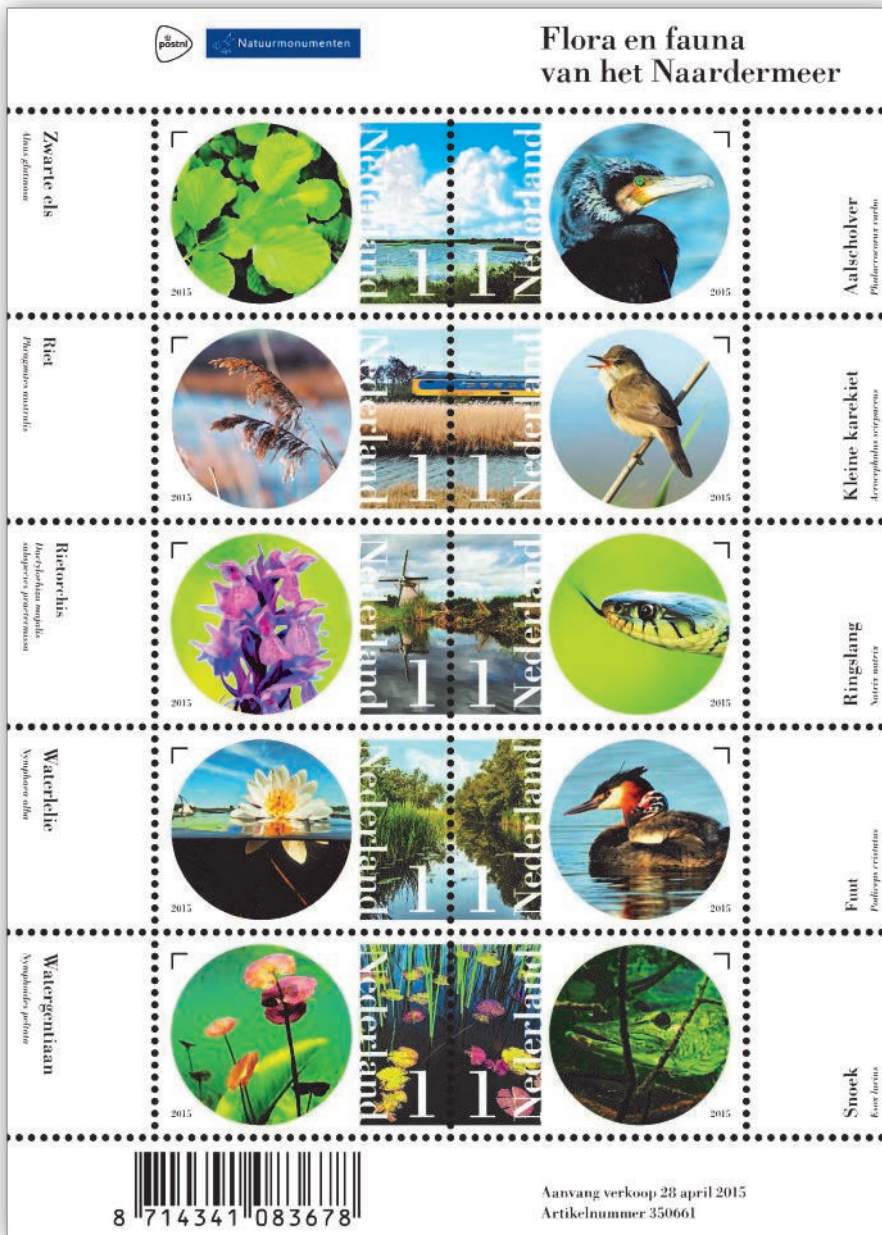 postnl
Natuurmonumenten
Flora en fauna
van het Naardermeer
Zwarte els
Alnus glutinosa
2015
Nederland
1
1
Nederland
2015
Aalscholver
Phalacrocorax carbo
Riet
Phragmites australis
2015
Nederland
1
1
Nederland
2015
Kleine karekiet
Acrocephalus scirpaceus
Rietorchis
Dactylorhiza majalis
subspecies praetermissa
2015
Nederland
1
1
Nederland
Ringslang
Natrix natrix
Waterlelie
Nymphaea alba
2015
Nederland
1
1
Nederland
2015
Fuut
Podiceps cristatus
Watergentiaan
Nymphoides peltata
2015
Nederland
1
1
Nederland
2015
Snoek
Esox lucius
8 714341 083678
Aanvang verkoop 28 april 2015
Artikelnummer 350661